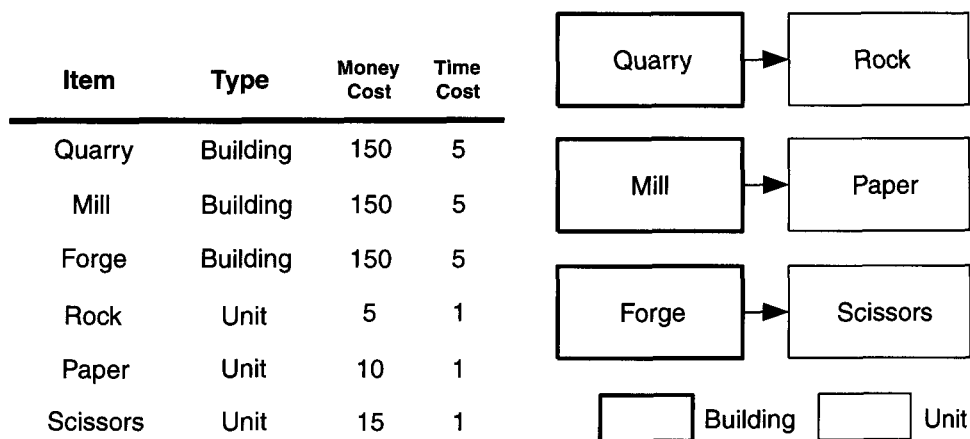 Item Type Money Cost Time Cost
Quarry Building 150 5
Mill Building 150 5
Forge Building 150 5
Rock Unit 5 1
Paper Unit 10 1
Scissors Unit 15 1
Quarry Rock
Mill Paper
Forge Scissors
Building Unit